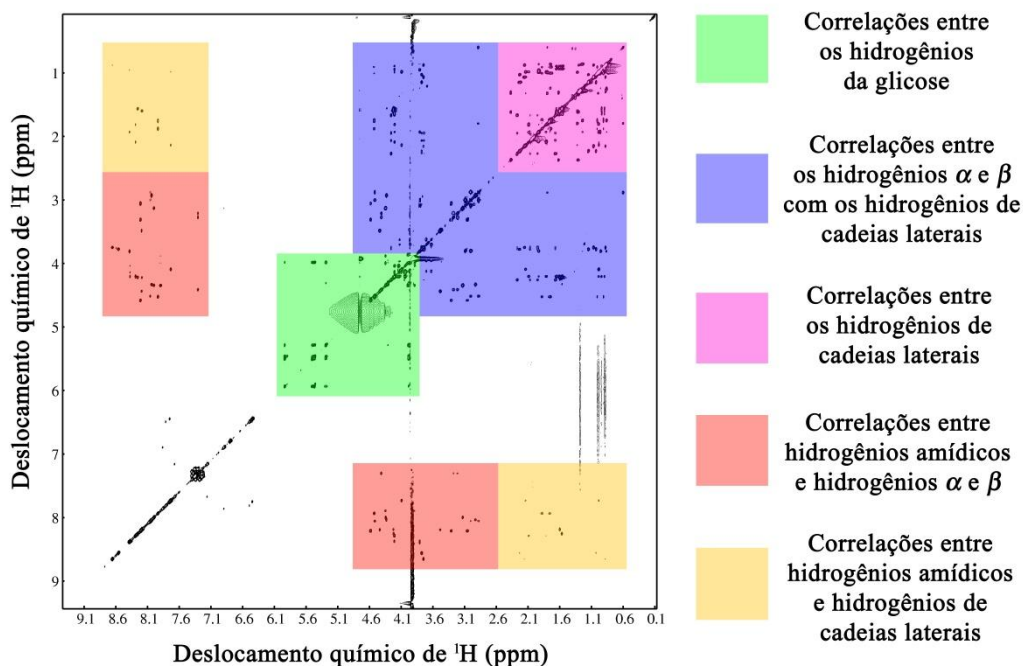 Deslocamento químico de ¹H (ppm)
1
2
3
4
5
6
7
8
9
9.1 8.6 8.1 7.6 7.1 6.6 6.1 5.6 5.1 4.6 4.1 3.6 3.1 2.6 2.1 1.6 1.1 0.6 0.1
Deslocamento químico de ¹H (ppm)
Correlações entre
os hidrogênios
da glicose
Correlações entre
os hidrogênios α e β
com os hidrogênios de
cadeias laterais
Correlações entre
os hidrogênios de
cadeias laterais
Correlações entre
hidrogênios amídicos
e hidrogênios α e β
Correlações entre
hidrogênios amídicos
e hidrogênios de
cadeias laterais